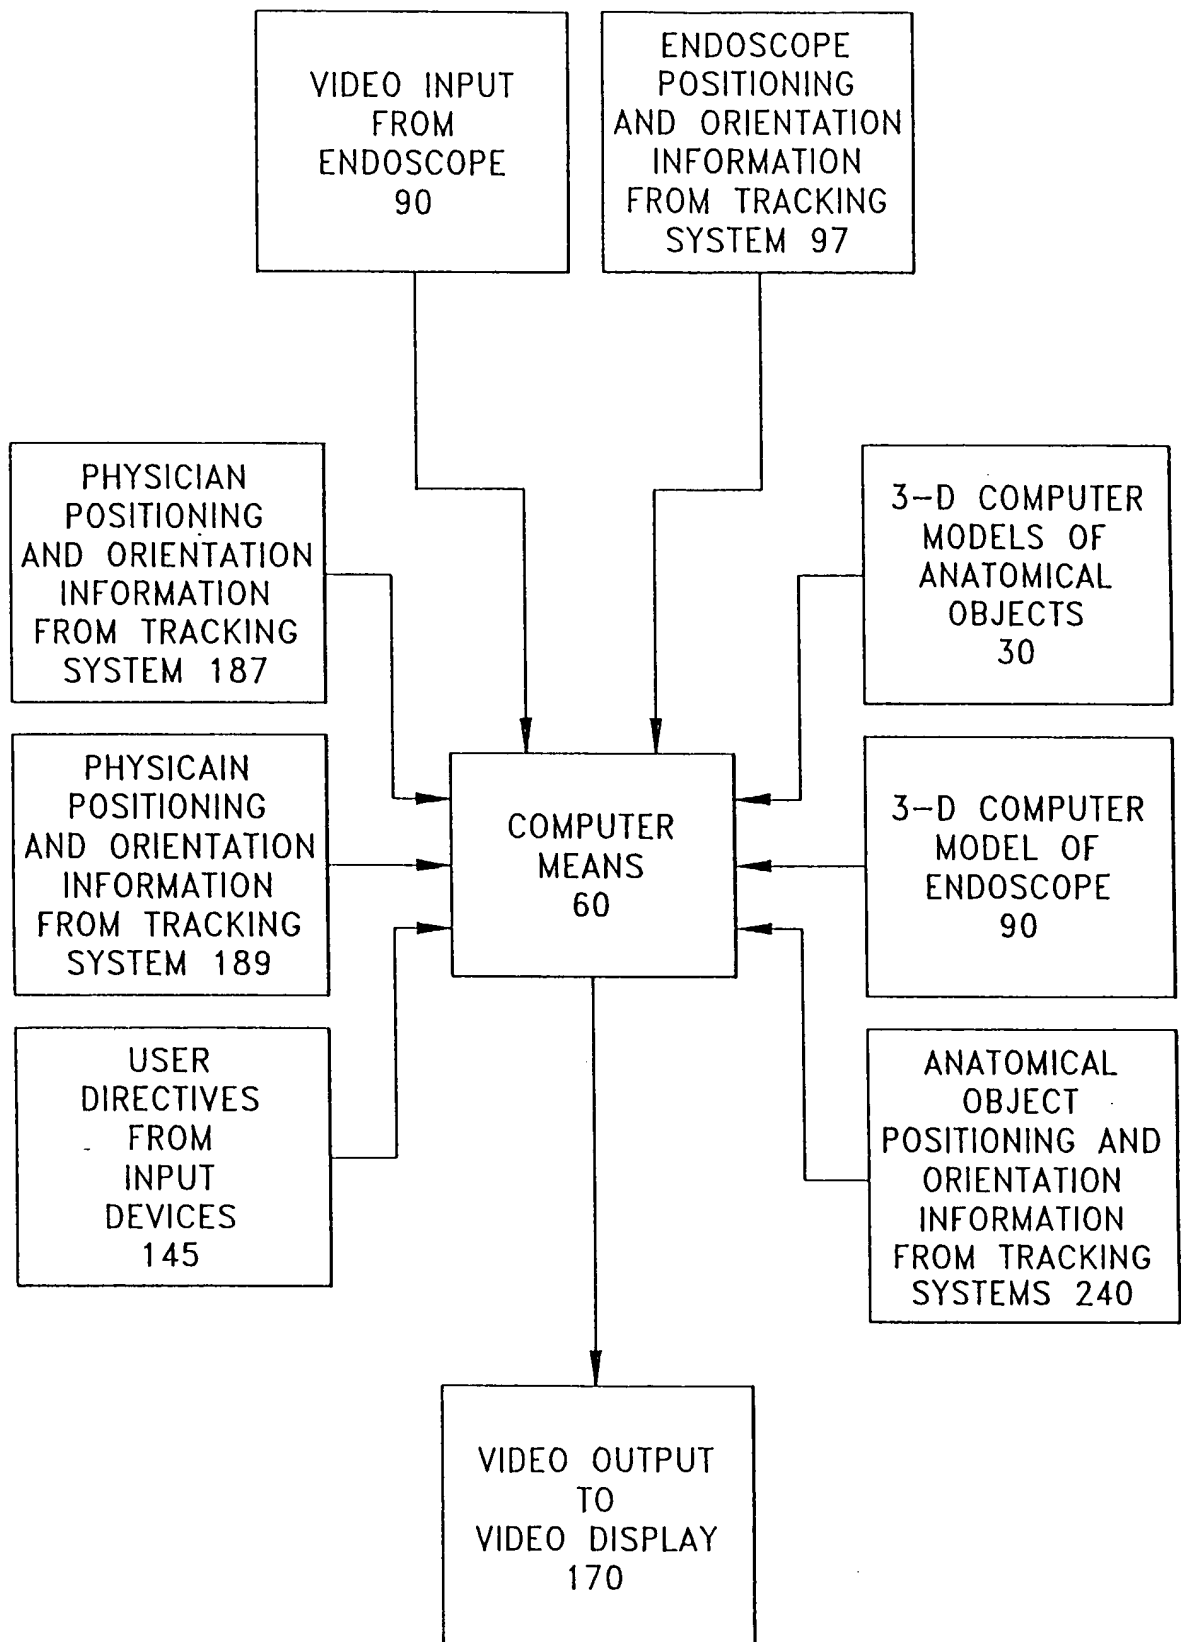 VIDEO INPUT
FROM
ENDOSCOPE
90
ENDOSCOPE
POSITIONING
AND ORIENTATION
INFORMATION
FROM TRACKING
SYSTEM 97
PHYSICIAN
POSITIONING
AND ORIENTATION
INFORMATION
FROM TRACKING
SYSTEM 187
3-D COMPUTER
MODELS OF
ANATOMICAL
OBJECTS
30
PHYSICAIN
POSITIONING
AND ORIENTATION
INFORMATION
FROM TRACKING
SYSTEM 189
COMPUTER
MEANS
60
3-D COMPUTER
MODEL OF
ENDOSCOPE
90
USER
DIRECTIVES
FROM
INPUT
DEVICES
145
ANATOMICAL
OBJECT
POSITIONING AND
ORIENTATION
INFORMATION
FROM TRACKING
SYSTEMS 240
VIDEO OUTPUT
TO
VIDEO DISPLAY
170